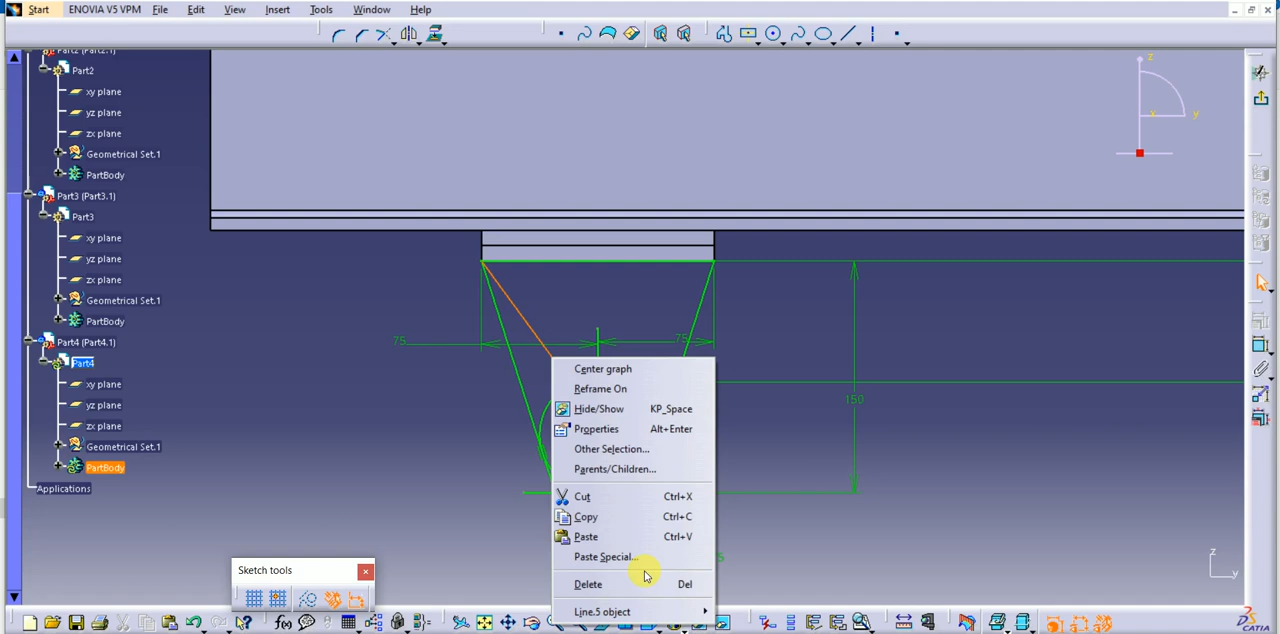 Start ENOVIA V5 VPM File Edit View Insert Tools Window Help
Part2 (Part2.1)
Part2
xy plane
yz plane
zx plane
Geometrical Set.1
PartBody
Part3 (Part3.1)
Part3
xy plane
yz plane
zx plane
Geometrical Set.1
PartBody
Part4 (Part4.1)
Part4
xy plane
yz plane
zx plane
Geometrical Set.1
PartBody
Applications
z
x y
75 75
150
Center graph
Reframe On
Hide/Show KP_Space
Properties Alt+Enter
Other Selection...
Parents/Children...
Cut Ctrl+X
Copy Ctrl+C
Paste Ctrl+V
Paste Special...
Delete Del
Line.5 object
Sketch tools
z
y
CATIA